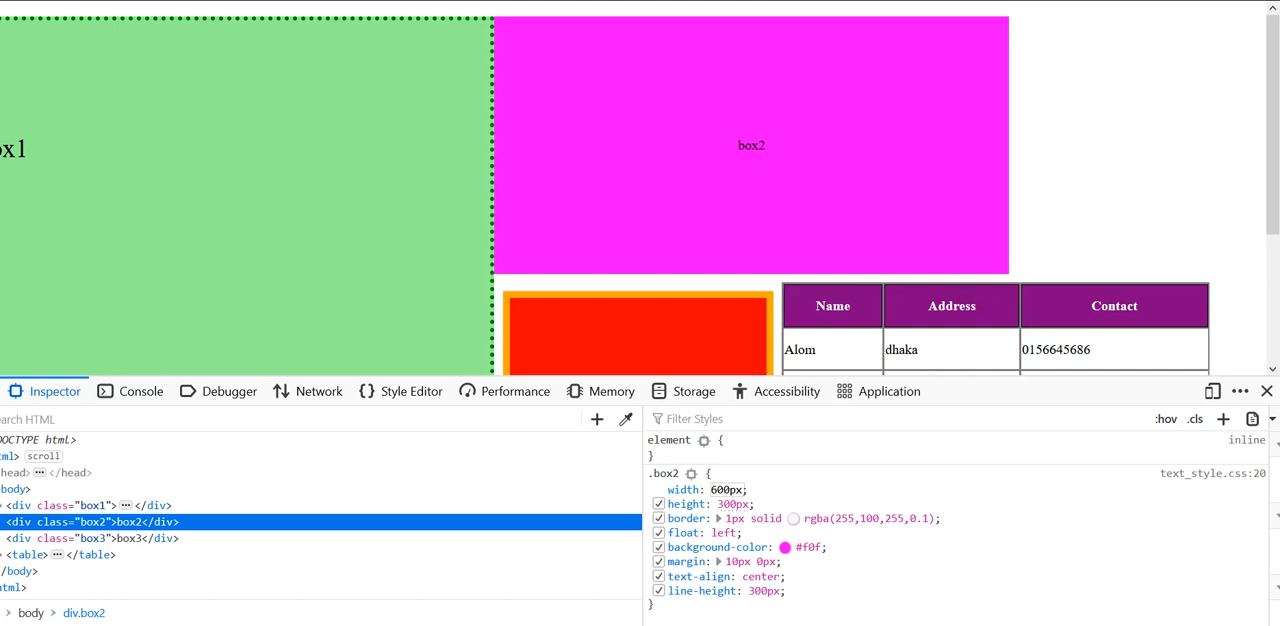 ox1
box2
Name Address Contact
Alom dhaka 0156645686
Inspector Console Debugger Network Style Editor Performance Memory Storage Accessibility Application
earch HTML
Filter Styles :hov .cls
OCTYPE html>
tml> scroll
head> </head>
body>
<div class="box1"> </div>
<div class="box2">box2</div>
<div class="box3">box3</div>
<table> </table>
/body>
html>
body > div.box2
element { inline
}
.box2 { text_style.css:20
width: 600px;
height: 300px;
border: 1px solid rgba(255,100,255,0.1);
float: left;
background-color: #f0f;
margin: 10px 0px;
text-align: center;
line-height: 300px;
}